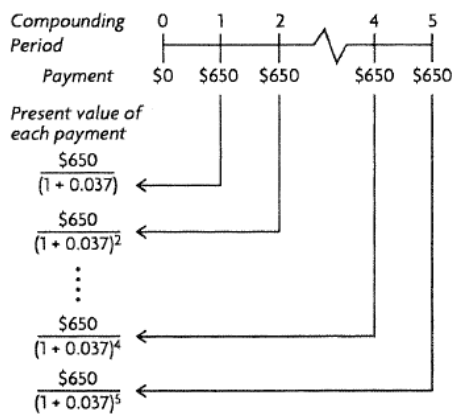 Compounding 0 1 2 4 5
Period
Payment $0 $650 $650 $650 $650
Present value of
each payment
$650
(1 + 0.037)
$650
(1 + 0.037)²
$650
(1 + 0.037)⁴
$650
(1 + 0.037)⁵